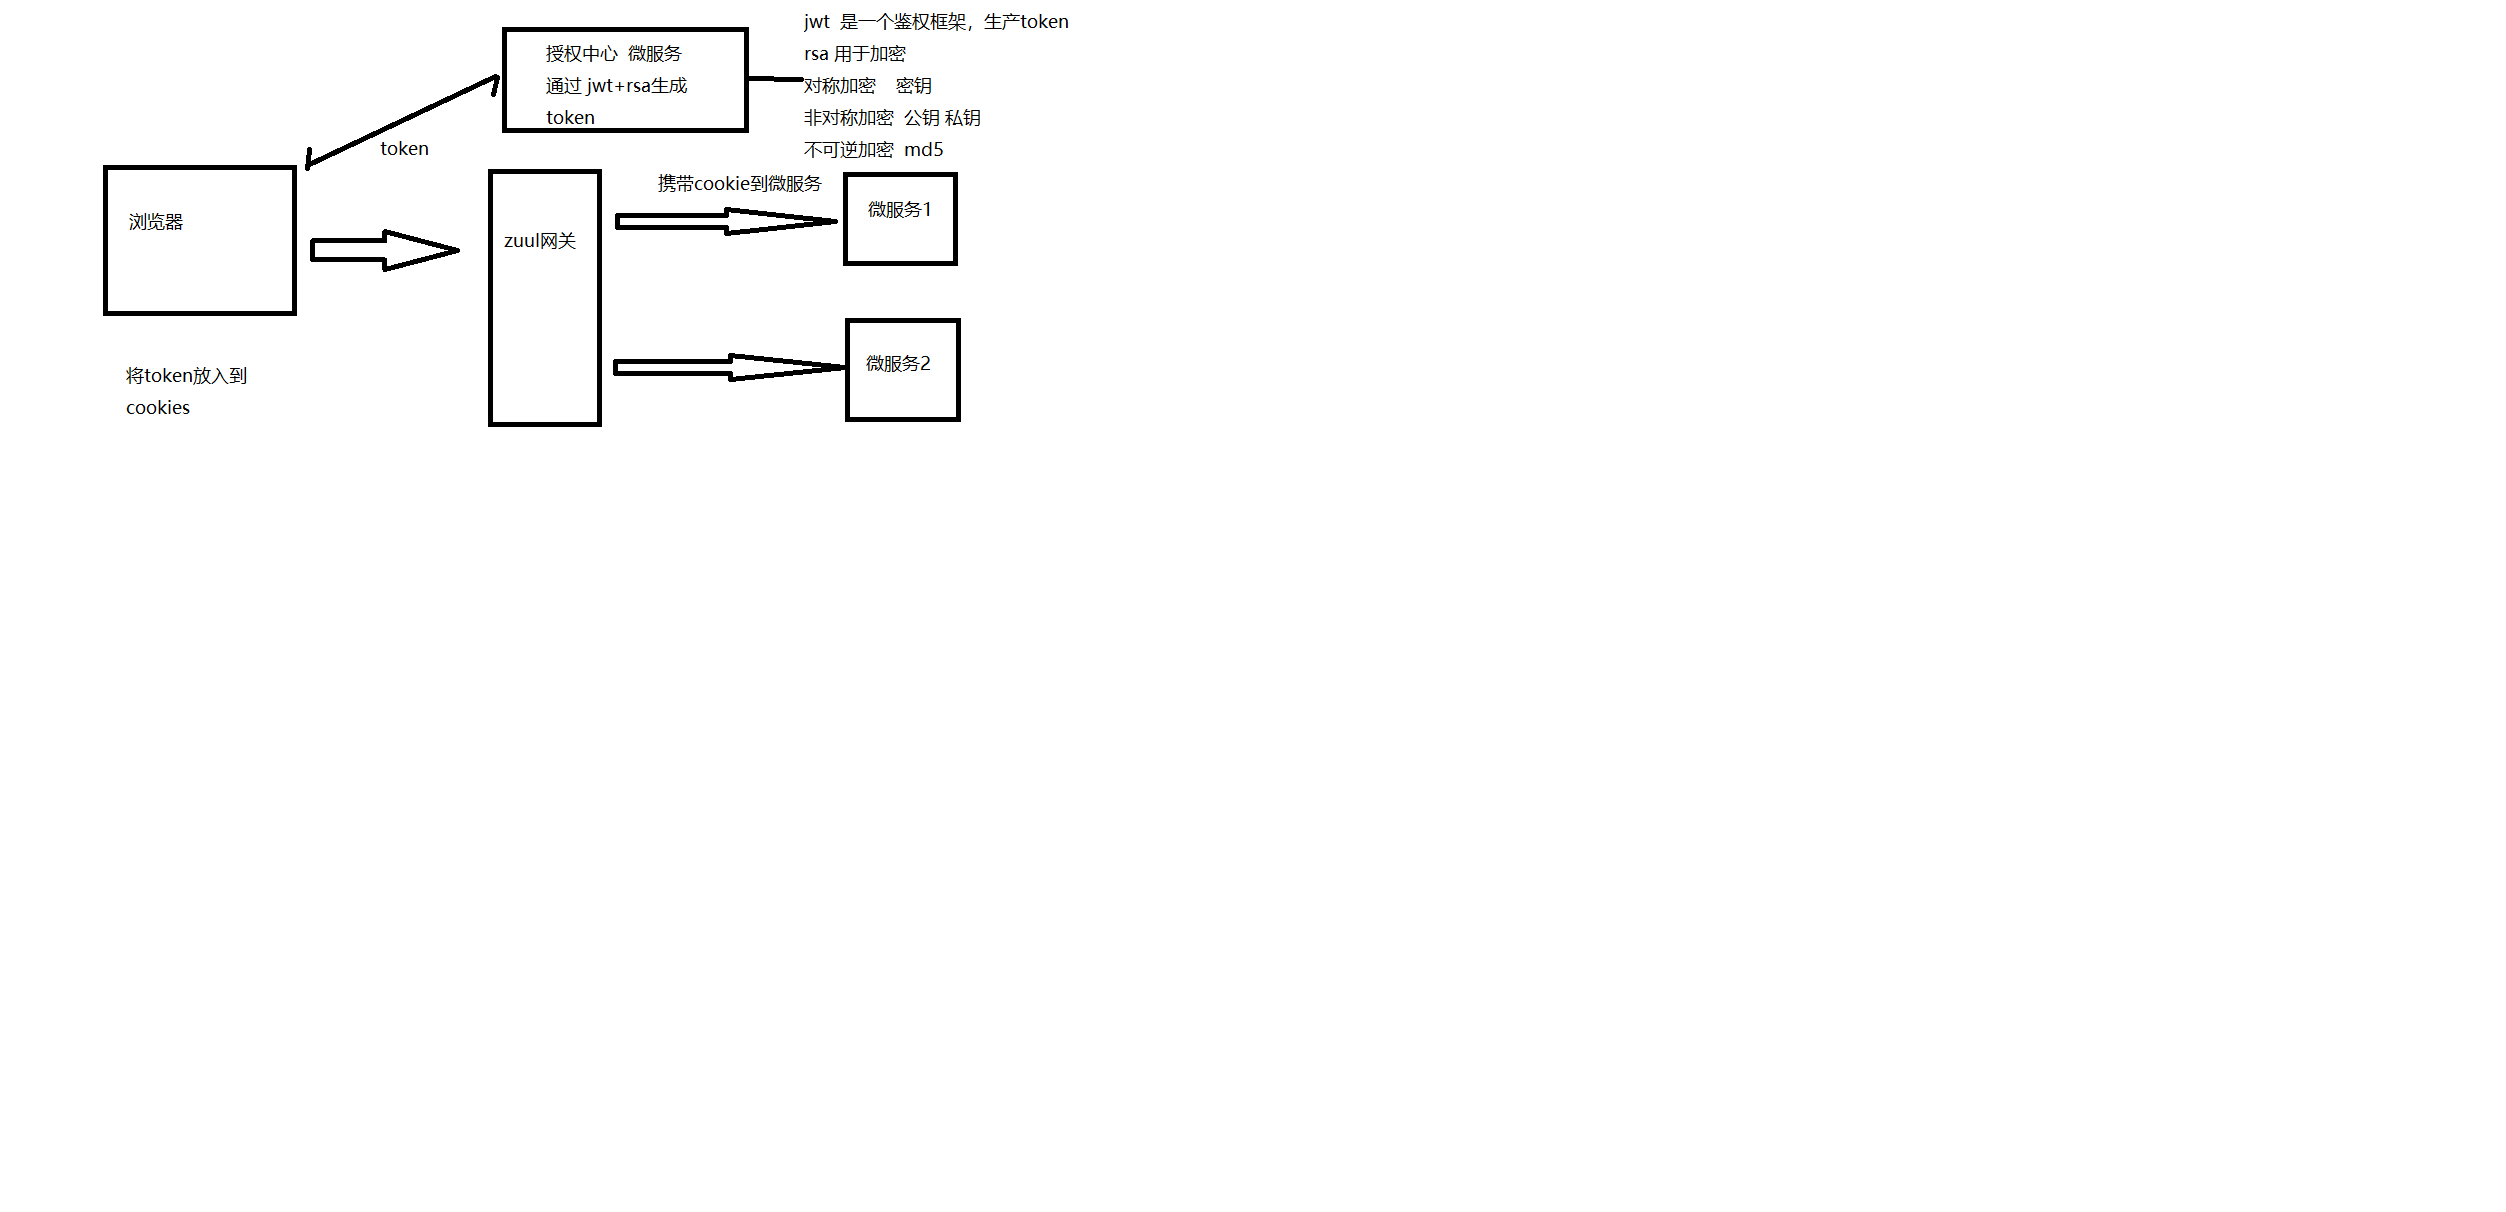 jwt  是一个鉴权框架，生产token
rsa 用于加密
对称加密    密钥
非对称加密  公钥 私钥
不可逆加密  md5
授权中心  微服务
通过 jwt+rsa生成
token
token
浏览器
zuul网关
携带cookie到微服务
微服务1
微服务2
将token放入到
cookies